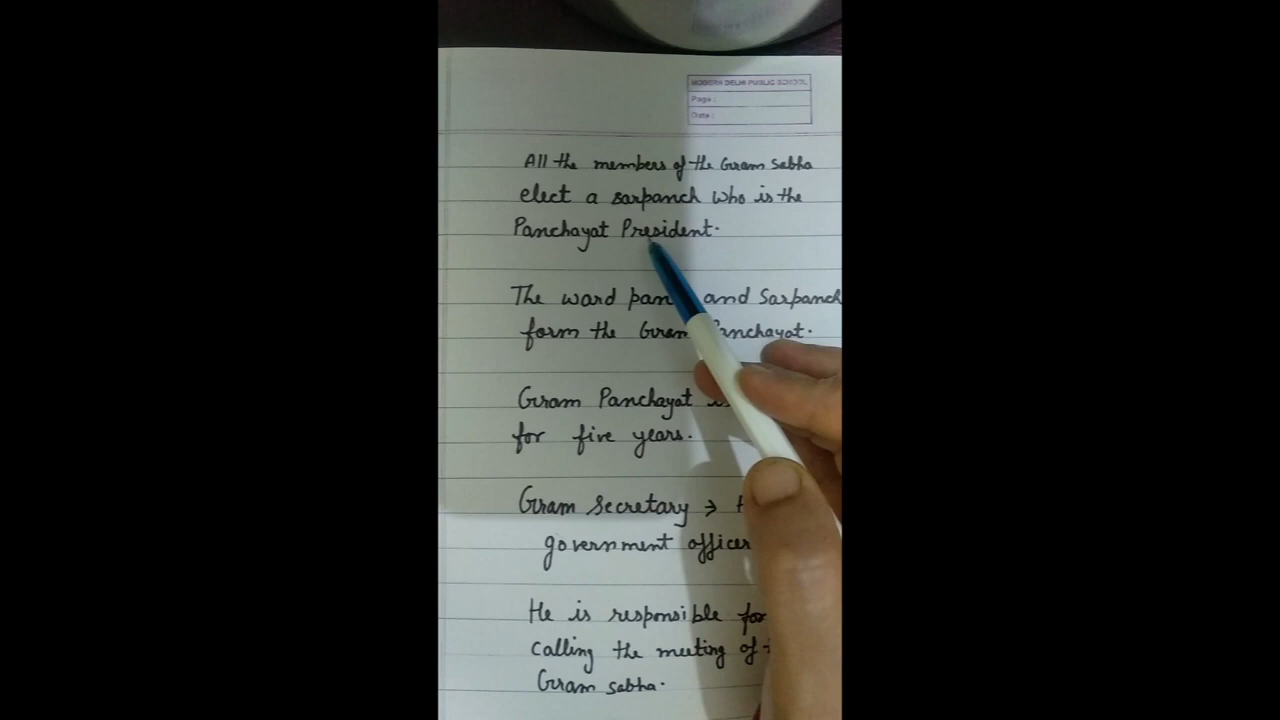 MODERN DELHI PUBLIC SCHOOL
Page :
Date :
All the members of the Gram Sabha
elect a sarpanch who is the
Panchayat President.
The ward and Sarpanch
form the Gram Panchayat.
Gram Panchayat
for five years.
Gram Secretary →
government officer
He is responsible for
calling the meeting of
Gram sabha.